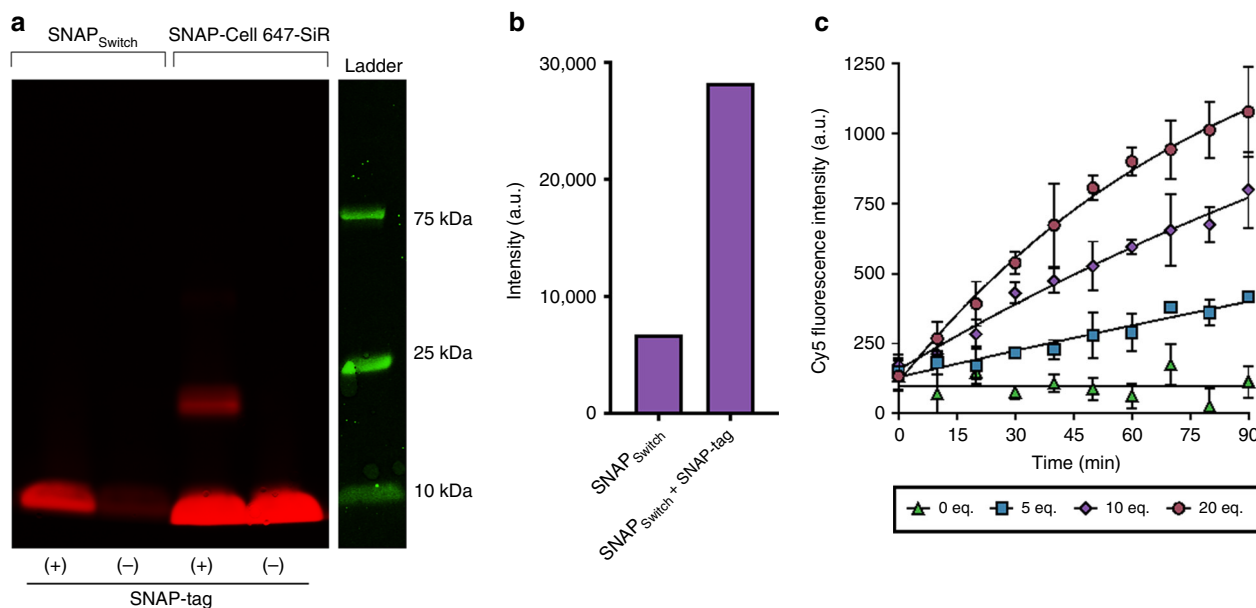 a
SNAPSwitch
SNAP-Cell 647-SiR
Ladder
75 kDa
25 kDa
10 kDa
(+)
(–)
(+)
(–)
SNAP-tag
b
30,000
20,000
10,000
0
Intensity (a.u.)
SNAPSwitch
SNAPSwitch + SNAP-tag
c
1250
1000
750
500
250
0
Cy5 fluorescence intensity (a.u.)
0
15
30
45
60
75
90
Time (min)
0 eq.
5 eq.
10 eq.
20 eq.